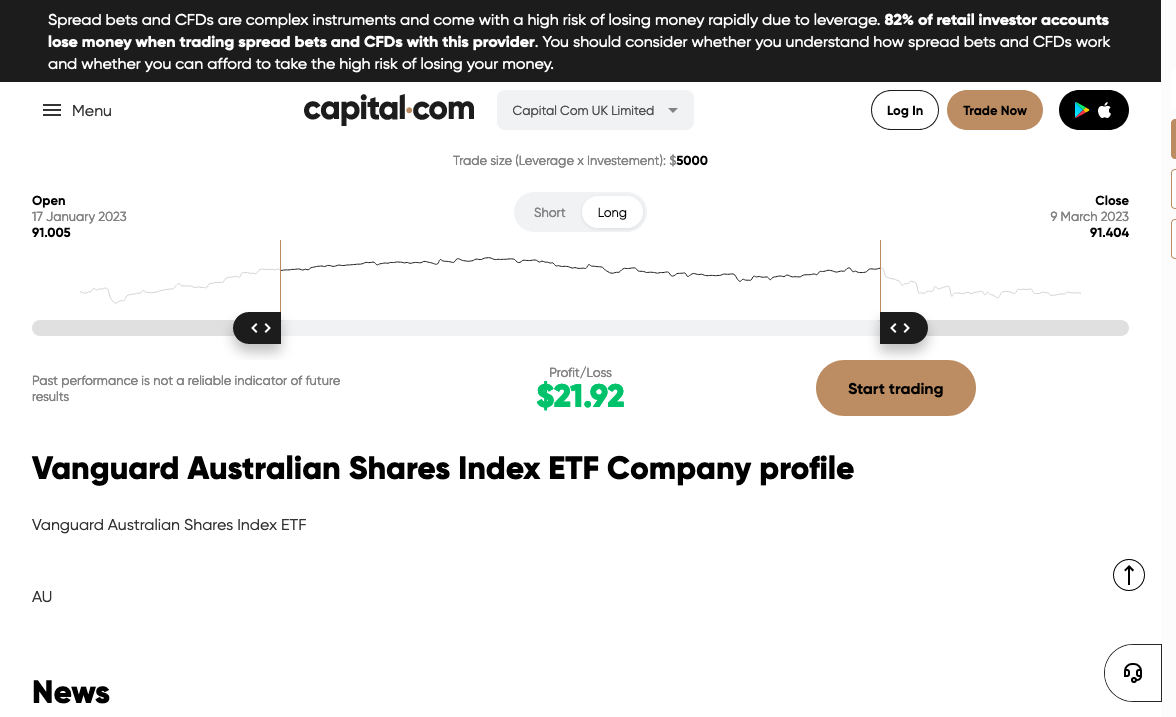 Spread bets and CFDs are complex instruments and come with a high risk of losing money rapidly due to leverage. 82% of retail investor accounts
lose money when trading spread bets and CFDs with this provider. You should consider whether you understand how spread bets and CFDs work
and whether you can afford to take the high risk of losing your money.
Menu
capital.com
Capital Com UK Limited
Log In
Trade Now
Trade size (Leverage x Investement): $5000
Open
17 January 2023
91.005
Short
Long
Close
9 March 2023
91.404
Past performance is not a reliable indicator of future
results
Profit/Loss
$21.92
Start trading
Vanguard Australian Shares Index ETF Company profile
Vanguard Australian Shares Index ETF
AU
News